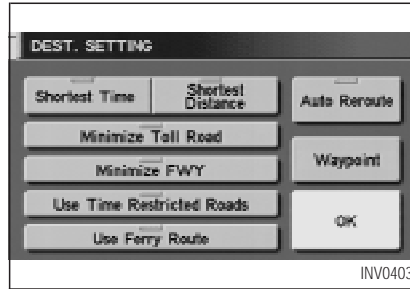 DEST. SETTING
Shortest Time
Shortest
Distance
Auto Reroute
Minimize Toll Road
Minimize FWY
Waypoint
Use Time Restricted Roads
OK
Use Ferry Route
INV0403